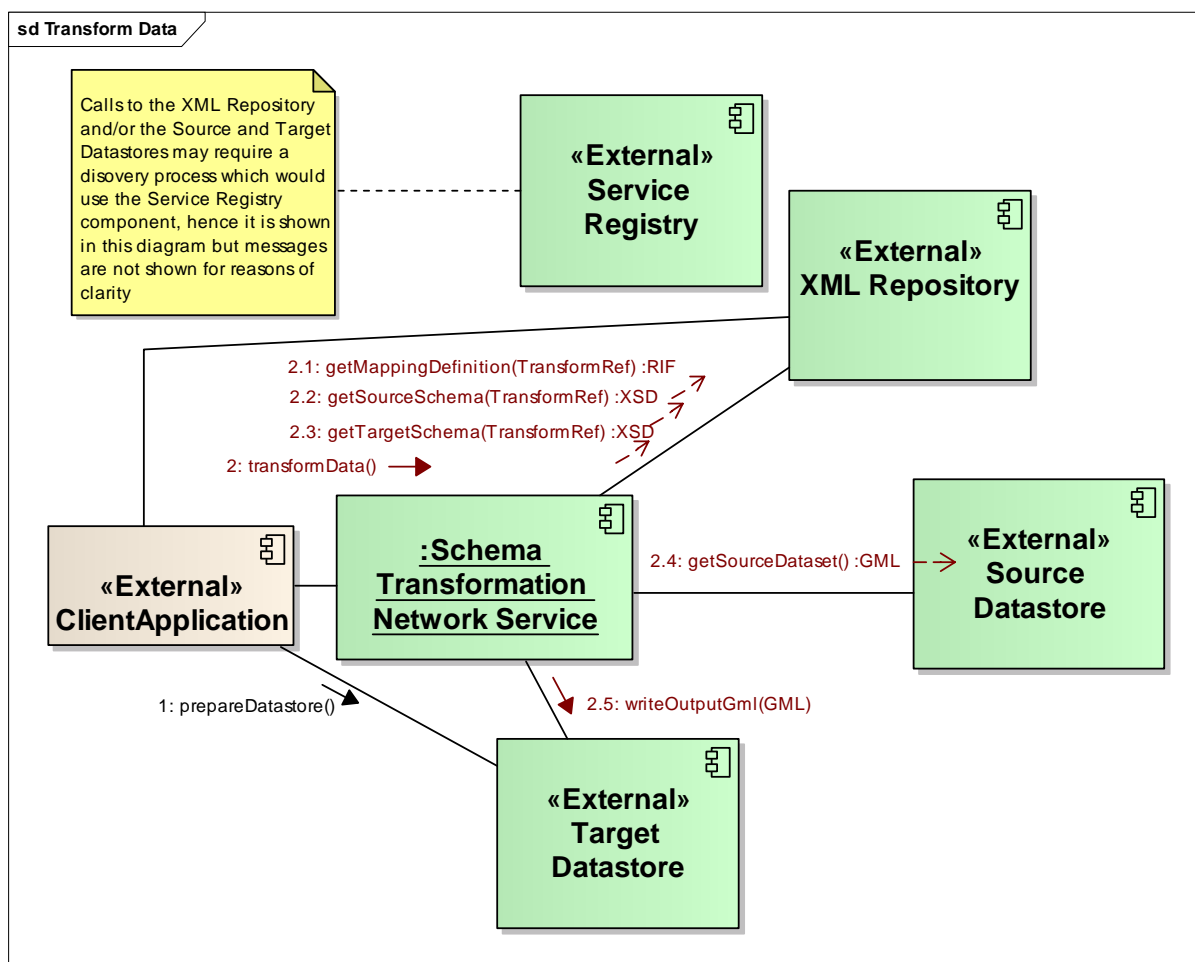 sd Transform Data
Calls to the XML Repository
and/or the Source and Target
Datastores may require a
disovery process which would
use the Service Registry
component, hence it is shown
in this diagram but messages
are not shown for reasons of
clarity
«External»
Service
Registry
«External»
XML Repository
2.1: getMappingDefinition(TransformRef) :RIF
2.2: getSourceSchema(TransformRef) :XSD
2.3: getTargetSchema(TransformRef) :XSD
2: transformData()
«External»
ClientApplication
:Schema
Transformation
Network Service
2.4: getSourceDataset() :GML
«External»
Source
Datastore
1: prepareDatastore()
2.5: writeOutputGml(GML)
«External»
Target
Datastore